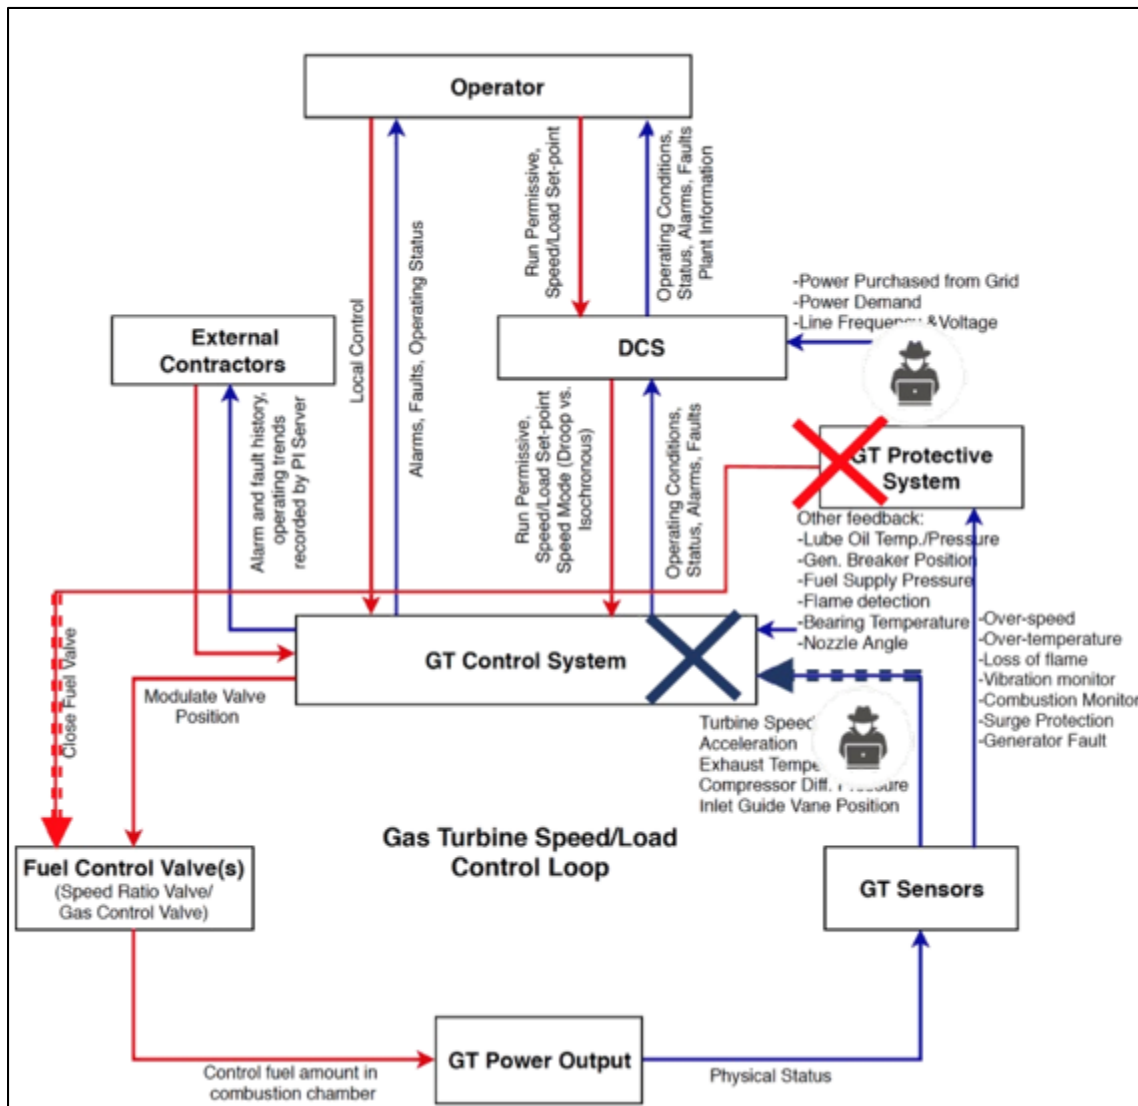 Operator
Run Permissive,
Speed/Load Set-point
Operating Conditions,
Status, Alarms, Faults
Plant Information
-Power Purchased from Grid
-Power Demand
-Line Frequency &Voltage
External
Contractors
DCS
Local Control
Alarms, Faults, Operating Status
Alarm and fault history,
operating trends
recorded by PI Server
Run Permissive,
Speed/Load Set-point
Speed Mode (Droop vs.
Isochronous)
Operating Conditions,
Status, Alarms, Faults
GT Protective
System
Other feedback:
-Lube Oil Temp./Pressure
-Gen. Breaker Position
-Fuel Supply Pressure
-Flame detection
-Bearing Temperature
-Nozzle Angle
-Over-speed
-Over-temperature
-Loss of flame
-Vibration monitor
-Combustion Monitor
-Surge Protection
-Generator Fault
GT Control System
Modulate Valve
Position
Close Fuel Valve
Turbine Speed
Acceleration
Exhaust
Compressor Diff. Pressure
Inlet Guide Vane Position
Gas Turbine Speed/Load
Control Loop
Fuel Control Valve(s)
(Speed Ratio Valve/
Gas Control Valve)
GT Sensors
GT Power Output
Control fuel amount in
combustion chamber
Physical Status